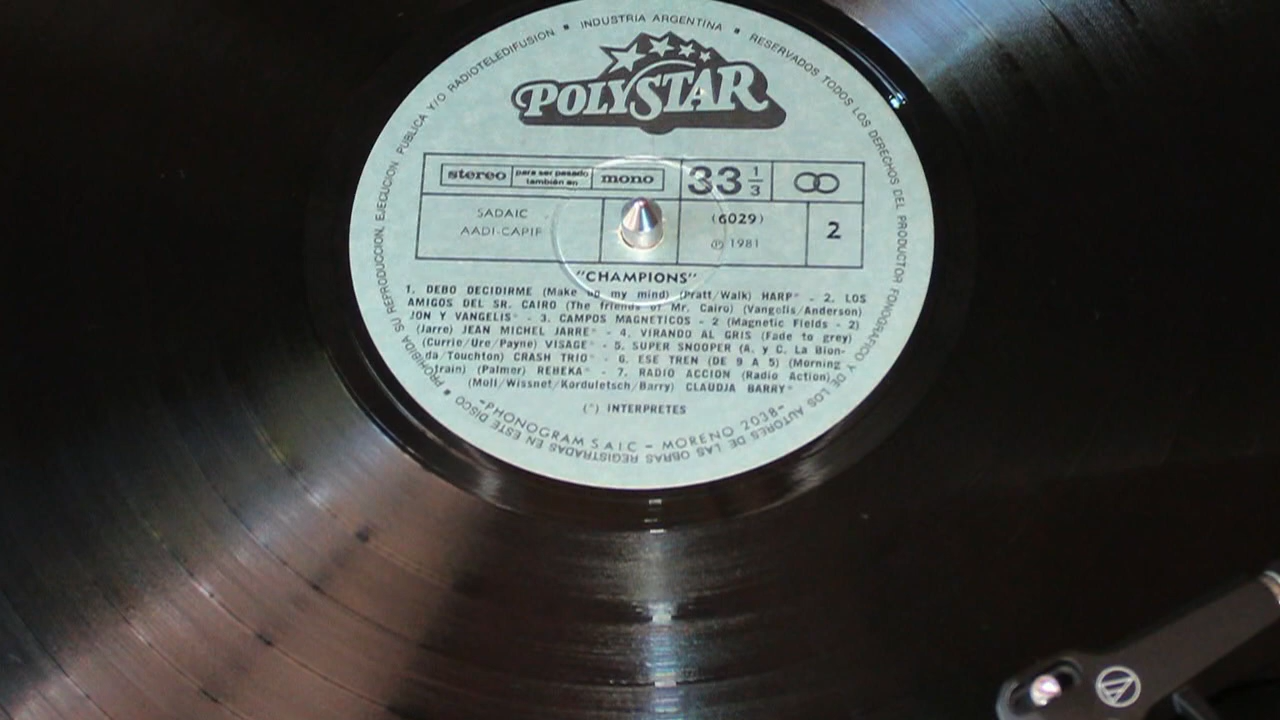 PROHIBIDA SU REPRODUCCION, EJECUCION PUBLICA Y/O RADIOTELEDIFUSION ■ INDUSTRIA ARGENTINA ■ RESERVADOS TODOS LOS DERECHOS DEL PRODUCTOR FONOGRAFICO Y DE LOS AUTORES DE LAS OBRAS REGISTRADAS EN ESTE DISCO ■
POLYSTAR
stereo para ser pasado también en mono 33 1/3
SADAIC (6029) 2
AADI-CAPIF ℗ 1981
"CHAMPIONS"
1. DEBO DECIDIRME (Make up my mind) (Pratt/Walk) HARP* - 2. LOS
AMIGOS DEL SR. CAIRO (The friends of Mr. Cairo) (Vangelis/Anderson)
JON Y VANGELIS* - 3. CAMPOS MAGNETICOS - 2 (Magnetic Fields - 2)
(Jarre) JEAN MICHEL JARRE* - 4. VIRANDO AL GRIS (Fade to grey)
(Currie/Ure/Payne) VISAGE* - 5. SUPER SNOOPER (A. y C. La Bion-
da/Touchton) CRASH TRIO* - 6. ESE TREN (DE 9 A 5) (Morning
train) (Palmer) REBEKA* - 7. RADIO ACCION (Radio Action)
(Moll/Wissnet/Korduletsch/Barry) CLAUDJA BARRY*
(*) INTERPRETES
-PHONOGRAM S A I C - MORENO 2038-